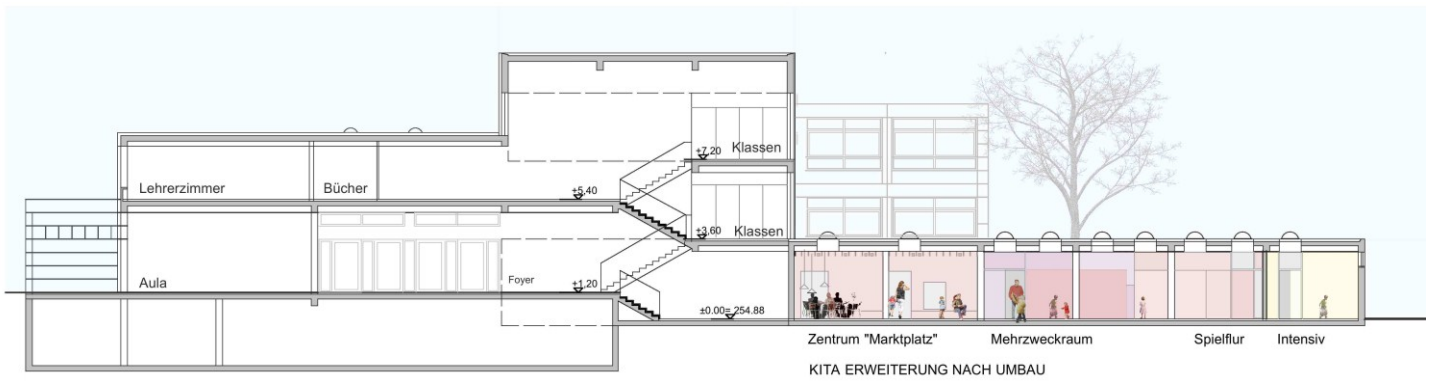 +7,20
Klassen
Lehrerzimmer
Bücher
+5,40
+3,60
Klassen
Aula
Foyer
+1,20
±0.00= 254.88
Zentrum "Marktplatz"
Mehrzweckraum
Spielflur
Intensiv
KITA ERWEITERUNG NACH UMBAU